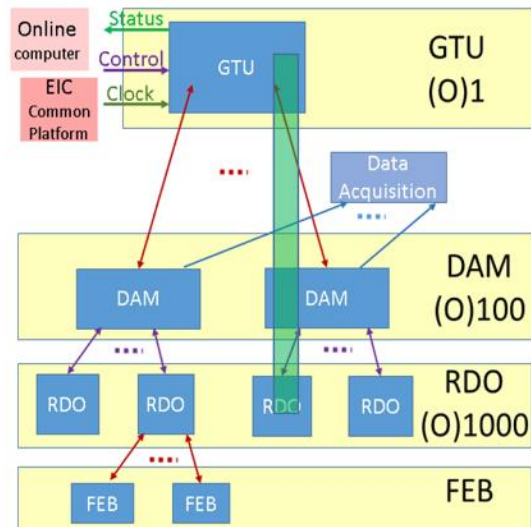 Online
computer
Status
Control
EIC
Common
Platform
Clock
GTU
GTU
(O)1
Data
Acquisition
DAM
DAM
DAM
(O)100
RDO
RDO
RDO
RDO
RDO
(O)1000
FEB
FEB
FEB